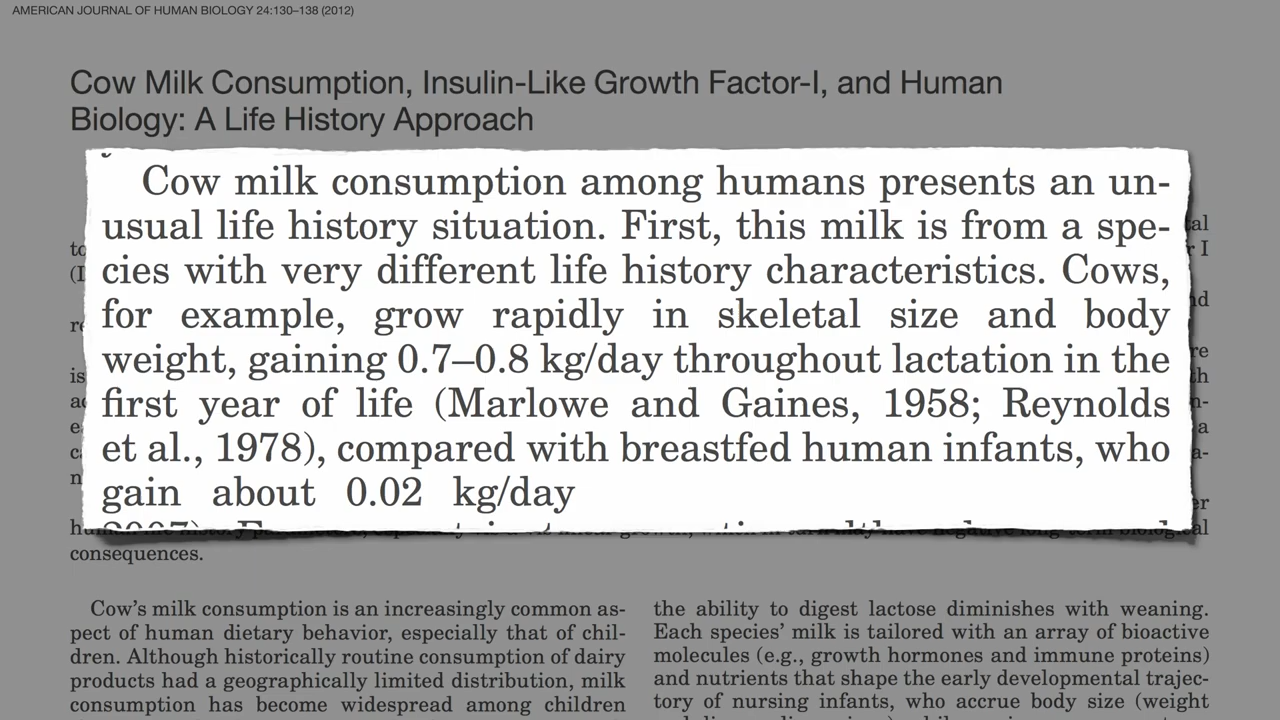 AMERICAN JOURNAL OF HUMAN BIOLOGY 24:130–138 (2012)
Cow Milk Consumption, Insulin-Like Growth Factor-I, and Human
Biology: A Life History Approach
Cow milk consumption among humans presents an un-
usual life history situation. First, this milk is from a spe-
cies with very different life history characteristics. Cows,
for example, grow rapidly in skeletal size and body
weight, gaining 0.7–0.8 kg/day throughout lactation in the
first year of life (Marlowe and Gaines, 1958; Reynolds
et al., 1978), compared with breastfed human infants, who
gain about 0.02 kg/day
consequences.
Cow's milk consumption is an increasingly common as-
pect of human dietary behavior, especially that of chil-
dren. Although historically routine consumption of dairy
products had a geographically limited distribution, milk
consumption has become widespread among children
the ability to digest lactose diminishes with weaning.
Each species' milk is tailored with an array of bioactive
molecules (e.g., growth hormones and immune proteins)
and nutrients that shape the early developmental trajec-
tory of nursing infants, who accrue body size (weight